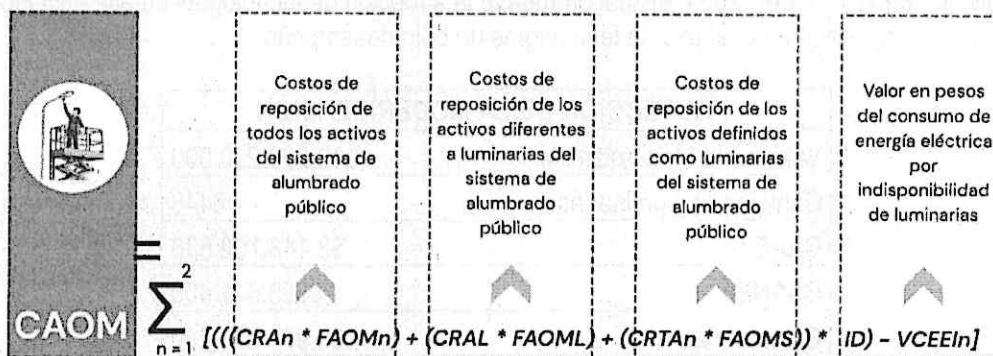 Costos de
reposición de
todos los activos
del sistema de
alumbrado
público
Costos de
reposición de los
activos diferentes
a luminarias del
sistema de
alumbrado
público
Costos de
reposición de los
activos definidos
como luminarias
del sistema de
alumbrado
público
Valor en pesos
del consumo de
energía eléctrica
por
indisponibilidad
de luminarias
CAOM = 2 ∑ n = 1 [((((CRAn * FAOMn) + (CRAL * FAOML) + (CRTAn * FAOMS)) * ID) - VCEEIn]